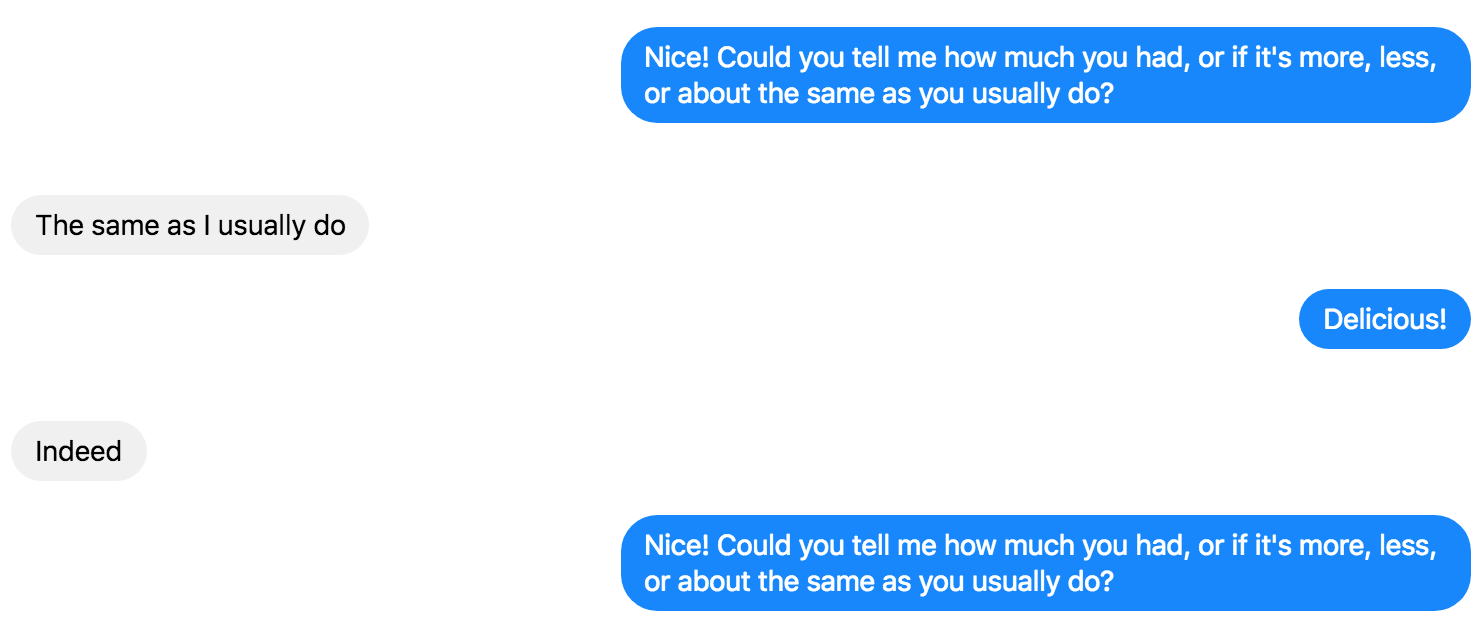 Nice! Could you tell me how much you had, or if it's more, less,
or about the same as you usually do?
The same as I usually do
Delicious!
Indeed
Nice! Could you tell me how much you had, or if it's more, less,
or about the same as you usually do?